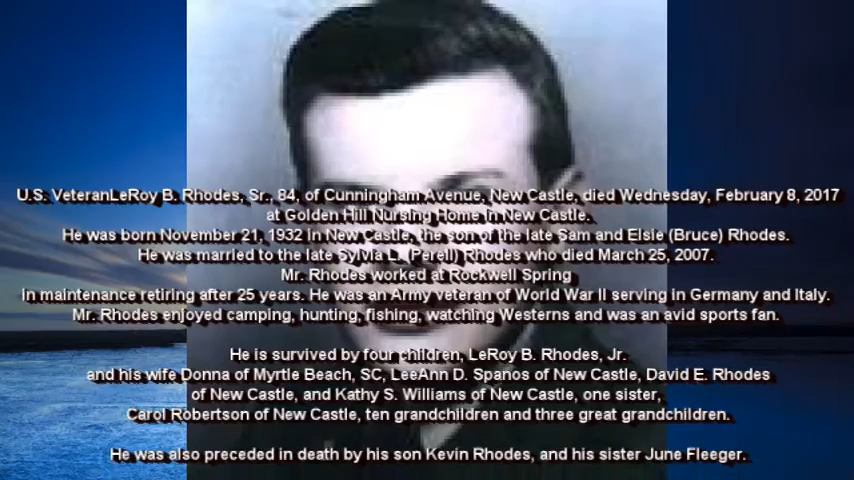 U.S. VeteranLeRoy B. Rhodes, Sr., 84, of Cunningham Avenue, New Castle, died Wednesday, February 8, 2017
at Golden Hill Nursing Home in New Castle.
He was born November 21, 1932 in New Castle, the son of the late Sam and Elsie (Bruce) Rhodes.
He was married to the late Sylvia L. (Perell) Rhodes who died March 25, 2007.
Mr. Rhodes worked at Rockwell Spring
in maintenance retiring after 25 years. He was an Army veteran of World War II serving in Germany and Italy.
Mr. Rhodes enjoyed camping, hunting, fishing, watching Westerns and was an avid sports fan.
He is survived by four children, LeRoy B. Rhodes, Jr.
and his wife Donna of Myrtle Beach, SC, LeeAnn D. Spanos of New Castle, David E. Rhodes
of New Castle, and Kathy S. Williams of New Castle, one sister,
Carol Robertson of New Castle, ten grandchildren and three great grandchildren.
He was also preceded in death by his son Kevin Rhodes, and his sister June Fleeger.